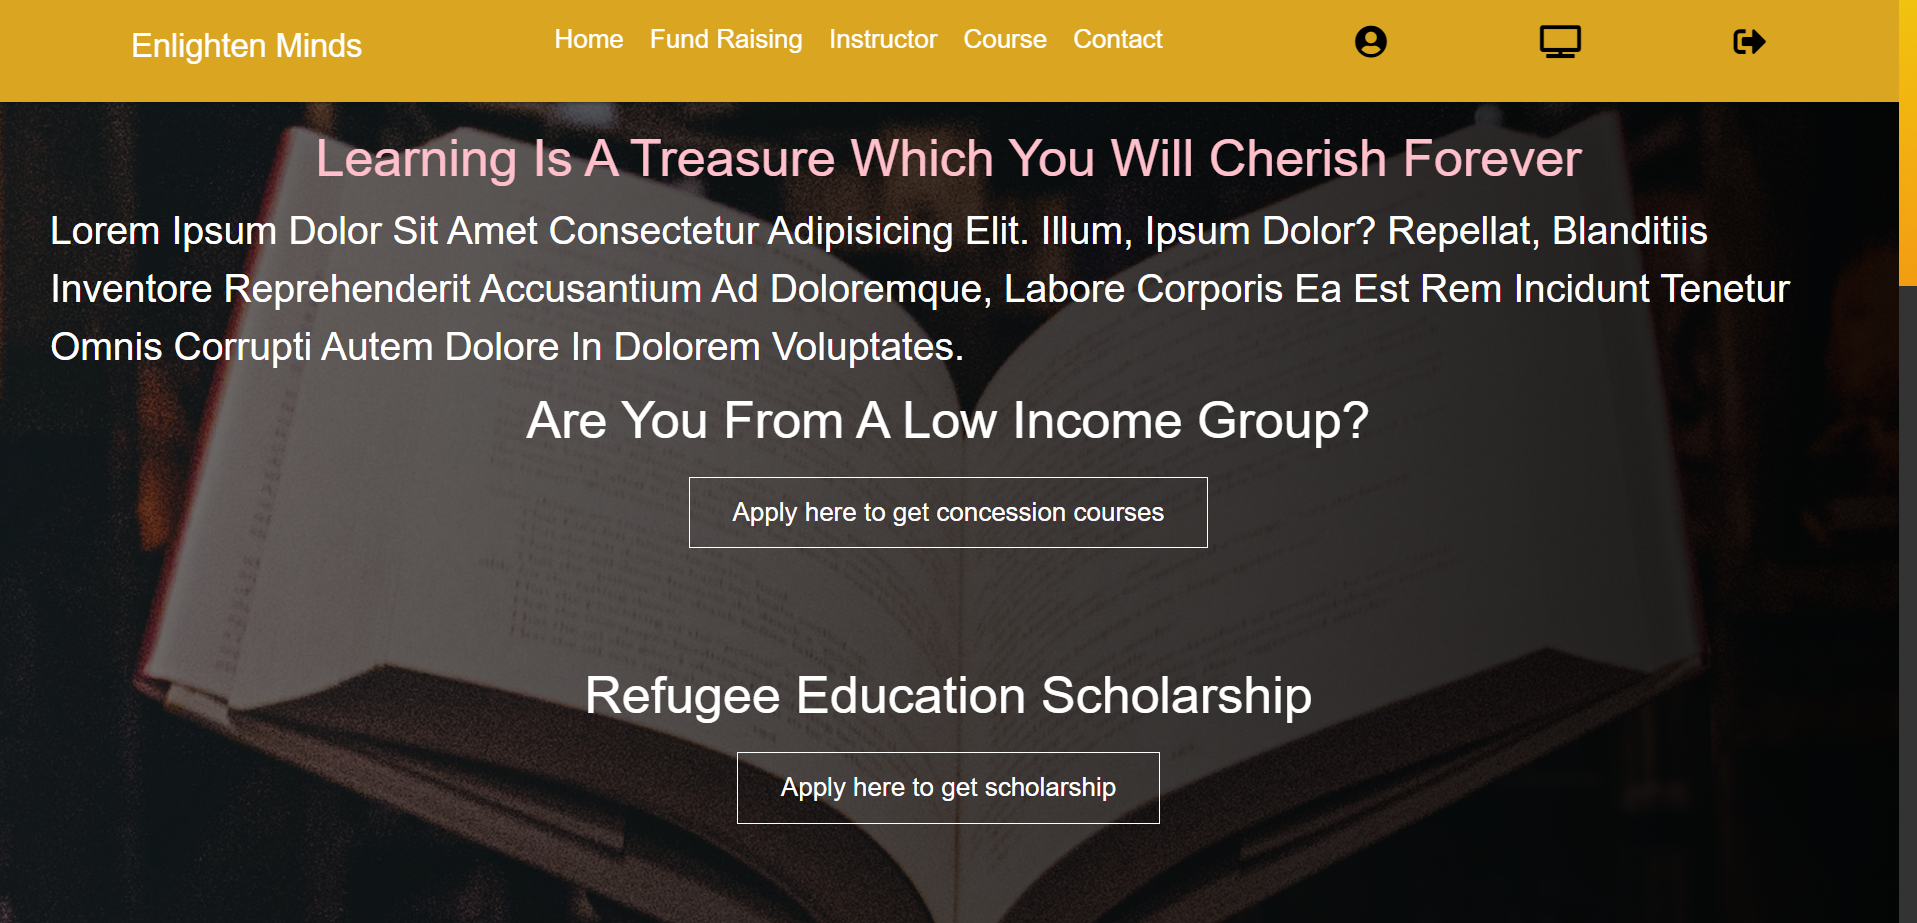 Enlighten Minds
Home Fund Raising Instructor Course Contact
Learning Is A Treasure Which You Will Cherish Forever
Lorem Ipsum Dolor Sit Amet Consectetur Adipisicing Elit. Illum, Ipsum Dolor? Repellat, Blanditiis
Inventore Reprehenderit Accusantium Ad Doloremque, Labore Corporis Ea Est Rem Incidunt Tenetur
Omnis Corrupti Autem Dolore In Dolorem Voluptates.
Are You From A Low Income Group?
Apply here to get concession courses
Refugee Education Scholarship
Apply here to get scholarship